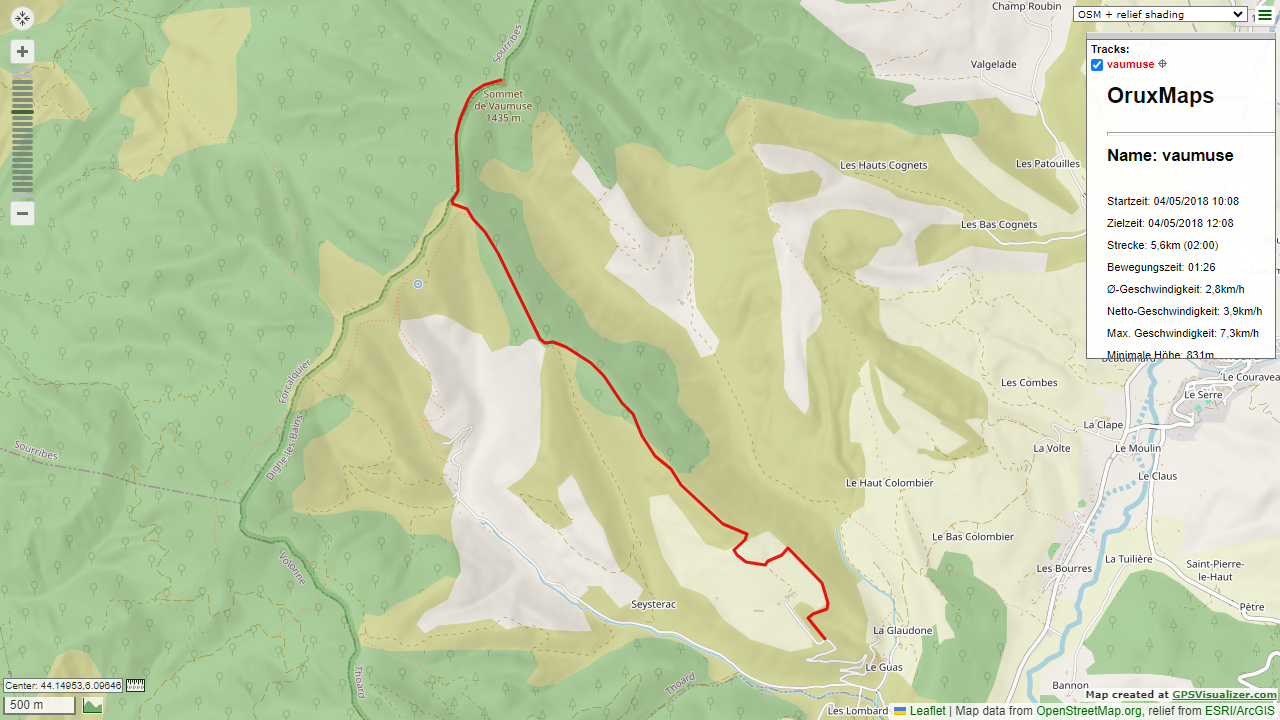 Champ Roubin
OSM + relief shading
Sourribes
Valgelade
Tracks:
vaumuse
OruxMaps
Sommet
de Vaumuse
1435 m
Name: vaumuse
Les Hauts Cognets
Les Patouilles
Startzeit: 04/05/2018 10:08
Zielzeit: 04/05/2018 12:08
Les Bas Cognets
Strecke: 5,6km (02:00)
Bewegungszeit: 01:26
Ø-Geschwindigkeit: 2,8km/h
Netto-Geschwindigkeit: 3,9km/h
Max. Geschwindigkeit: 7,3km/h
Minimale Höhe: 831m
Forcalquier
Les Combes
Le Couravea
Le Serre
La Clape
Digne-les-Bains
Sourribes
La Volte
Le Moulin
Le Claus
Le Haut Colombier
Le Bas Colombier
Volonne
La Tuilière
Les Bourres
Saint-Pierre-
le-Haut
Seysterac
Pètre
La Glaudone
Le Guas
Thoard
Thoard
Bannon
Center: 44.14953,6.09646
500 m
Les Lombard
Map created at GPSVisualizer.com
Leaflet | Map data from OpenStreetMap.org, relief from ESRI/ArcGIS